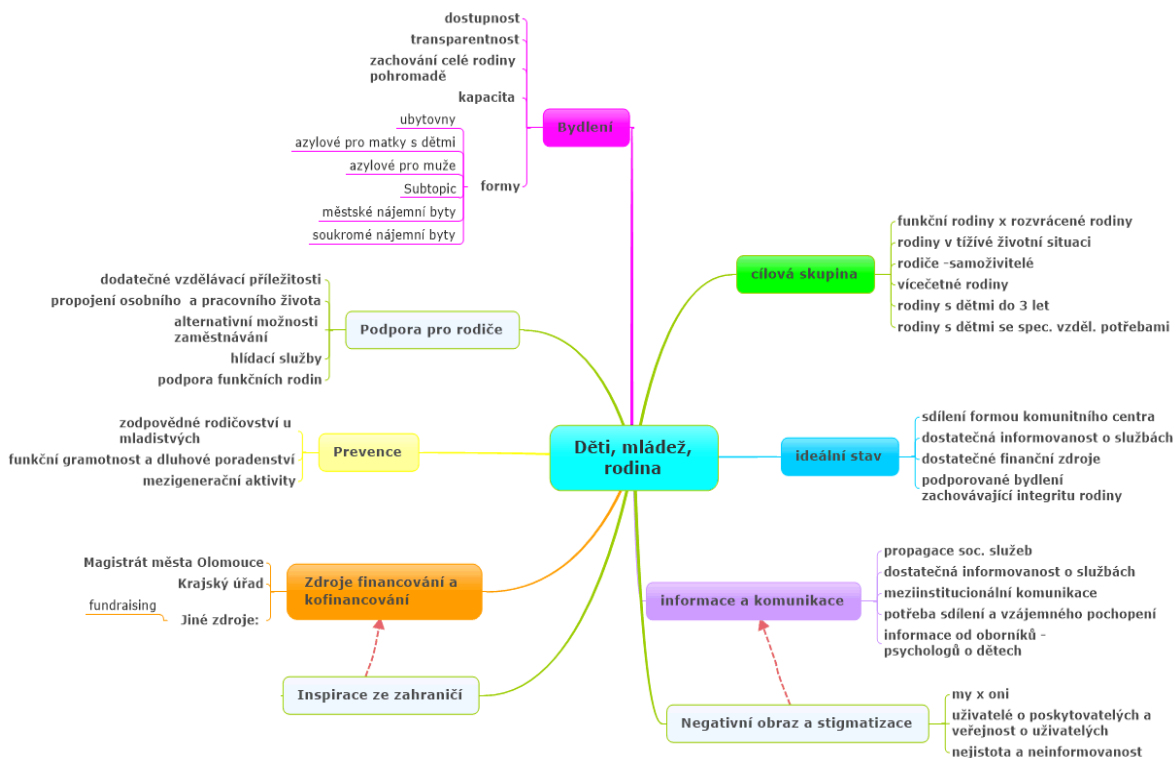 dostupnost
transparentnost
zachování celé rodiny
pohromadě
kapacita
Bydlení
ubytovny
azylové pro matky s dětmi
azylové pro muže
Subtopic
městské nájemní byty
soukromé nájemní byty
formy
dodatečné vzdělávací příležitosti
propojení osobního a pracovního života
alternativní možnosti
zaměstnávání
hlídací služby
podpora funkčních rodin
Podpora pro rodiče
zodpovědné rodičovství u
mladistvých
funkční gramotnost a dluhové poradenství
mezigenerační aktivity
Prevence
Magistrát města Olomouce
Krajský úřad
fundraising
Jiné zdroje:
Zdroje financování a
kofinancování
Inspirace ze zahraničí
Děti, mládež,
rodina
cílová skupina
funkční rodiny x rozvrácené rodiny
rodiny v tížívé životní situaci
rodiče -samoživitelé
vícečetné rodiny
rodiny s dětmi do 3 let
rodiny s dětmi se spec. vzděl. potřebami
ideální stav
sdílení formou komunitního centra
dostatečná informovanost o službách
dostatečné finanční zdroje
podporované bydlení
zachovávající integritu rodiny
informace a komunikace
propagace soc. služeb
dostatečná informovanost o službách
meziinstitucionální komunikace
potřeba sdílení a vzájemného pochopení
informace od oborníků -
psychologů o dětech
Negativní obraz a stigmatizace
my x oni
uživatelé o poskytovatelých a
veřejnost o uživatelých
nejistota a neinformovanost